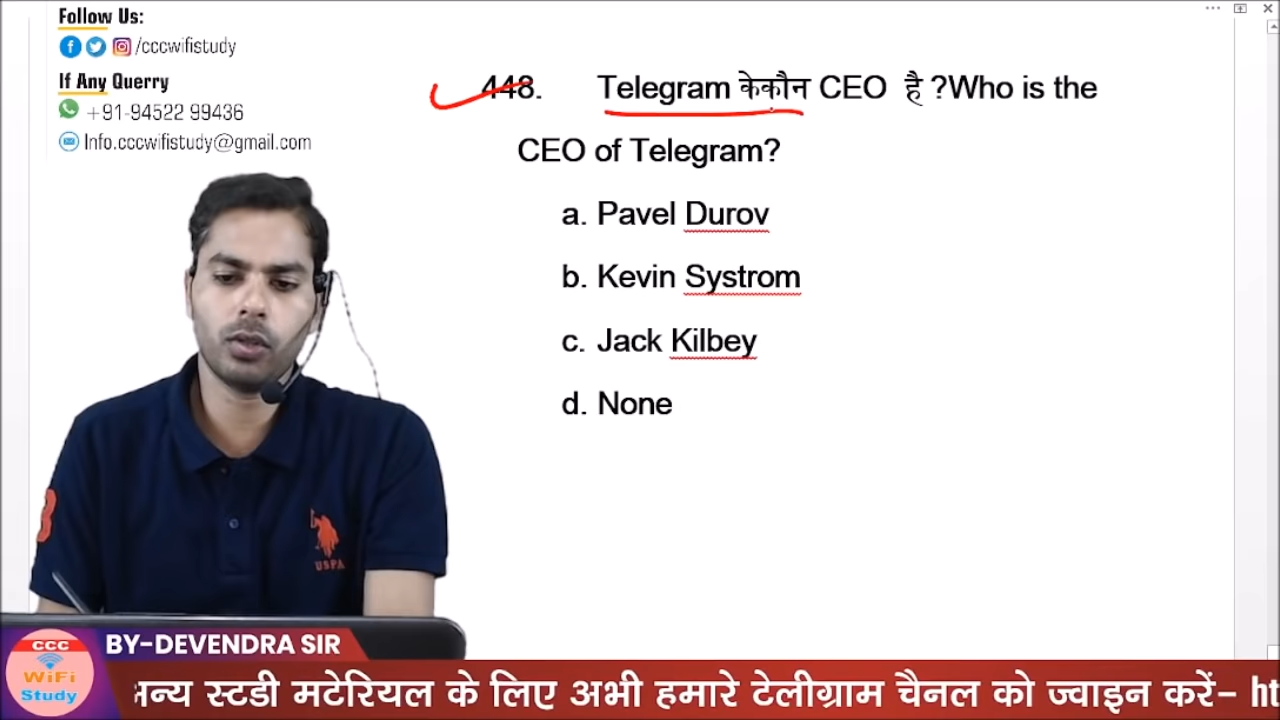 Follow Us:
/cccwifistudy
If Any Querry
+91-94522 99436
Info.cccwifistudy@gmail.com
448. Telegram केकौन CEO है ?Who is the
CEO of Telegram?
a. Pavel Durov
b. Kevin Systrom
c. Jack Kilbey
d. None
3
USPA
CCC
WiFi
Study
BY-DEVENDRA SIR
अन्य स्टडी मटेरियल के लिए अभी हमारे टेलीग्राम चैनल को ज्वाइन करें– ht